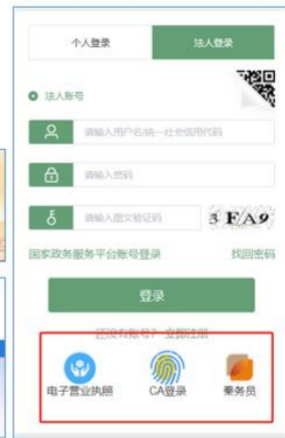 个人登录 法人登录
法人账号
请输入用户名/统一社会信用代码
请输入密码
请输入图文验证码 3 FA9
国家政务服务平台账号登录 找回密码
登录
还没有账号? 立即注册
电子营业执照 CA登录 秦务员